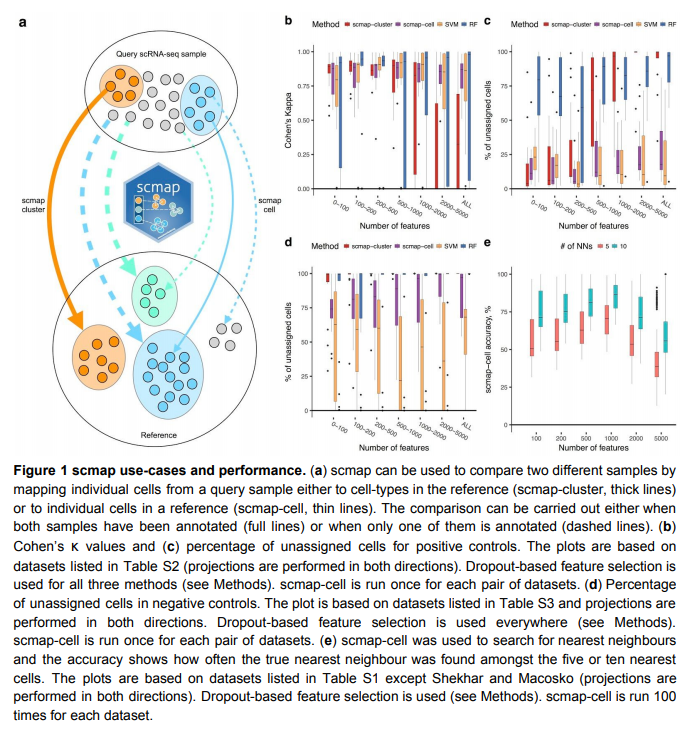 a
Query scRNA-seq sample
scmap
scmap
cluster
scmap
cell
Reference
b
Method scmap-cluster scmap-cell SVM RF
Cohen's Kappa
1.00
0.75
0.50
0.25
0.00
0-100
100-200
200-500
500-1000
1000-2000
2000-5000
ALL
Number of features
c
Method scmap-cluster scmap-cell SVM RF
% of unassigned cells
100
75
50
25
0
0-100
100-200
200-500
500-1000
1000-2000
2000-5000
ALL
Number of features
d
Method scmap-cluster scmap-cell SVM RF
% of unassigned cells
100
75
50
25
0
0-100
100-200
200-500
500-1000
1000-2000
2000-5000
ALL
Number of features
e
# of NNs 5 10
scmap-cell accuracy, %
100
75
50
25
0
100
200
500
1000
2000
5000
Number of features
Figure 1 scmap use-cases and performance. (a) scmap can be used to compare two different samples by
mapping individual cells from a query sample either to cell-types in the reference (scmap-cluster, thick lines)
or to individual cells in a reference (scmap-cell, thin lines). The comparison can be carried out either when
both samples have been annotated (full lines) or when only one of them is annotated (dashed lines). (b)
Cohen's κ values and (c) percentage of unassigned cells for positive controls. The plots are based on
datasets listed in Table S2 (projections are performed in both directions). Dropout-based feature selection is
used for all three methods (see Methods). scmap-cell is run once for each pair of datasets. (d) Percentage
of unassigned cells in negative controls. The plot is based on datasets listed in Table S3 and projections are
performed in both directions. Dropout-based feature selection is used everywhere (see Methods).
scmap-cell is run once for each pair of datasets. (e) scmap-cell was used to search for nearest neighbours
and the accuracy shows how often the true nearest neighbour was found amongst the five or ten nearest
cells. The plots are based on datasets listed in Table S1 except Shekhar and Macosko (projections are
performed in both directions). Dropout-based feature selection is used (see Methods). scmap-cell is run 100
times for each dataset.